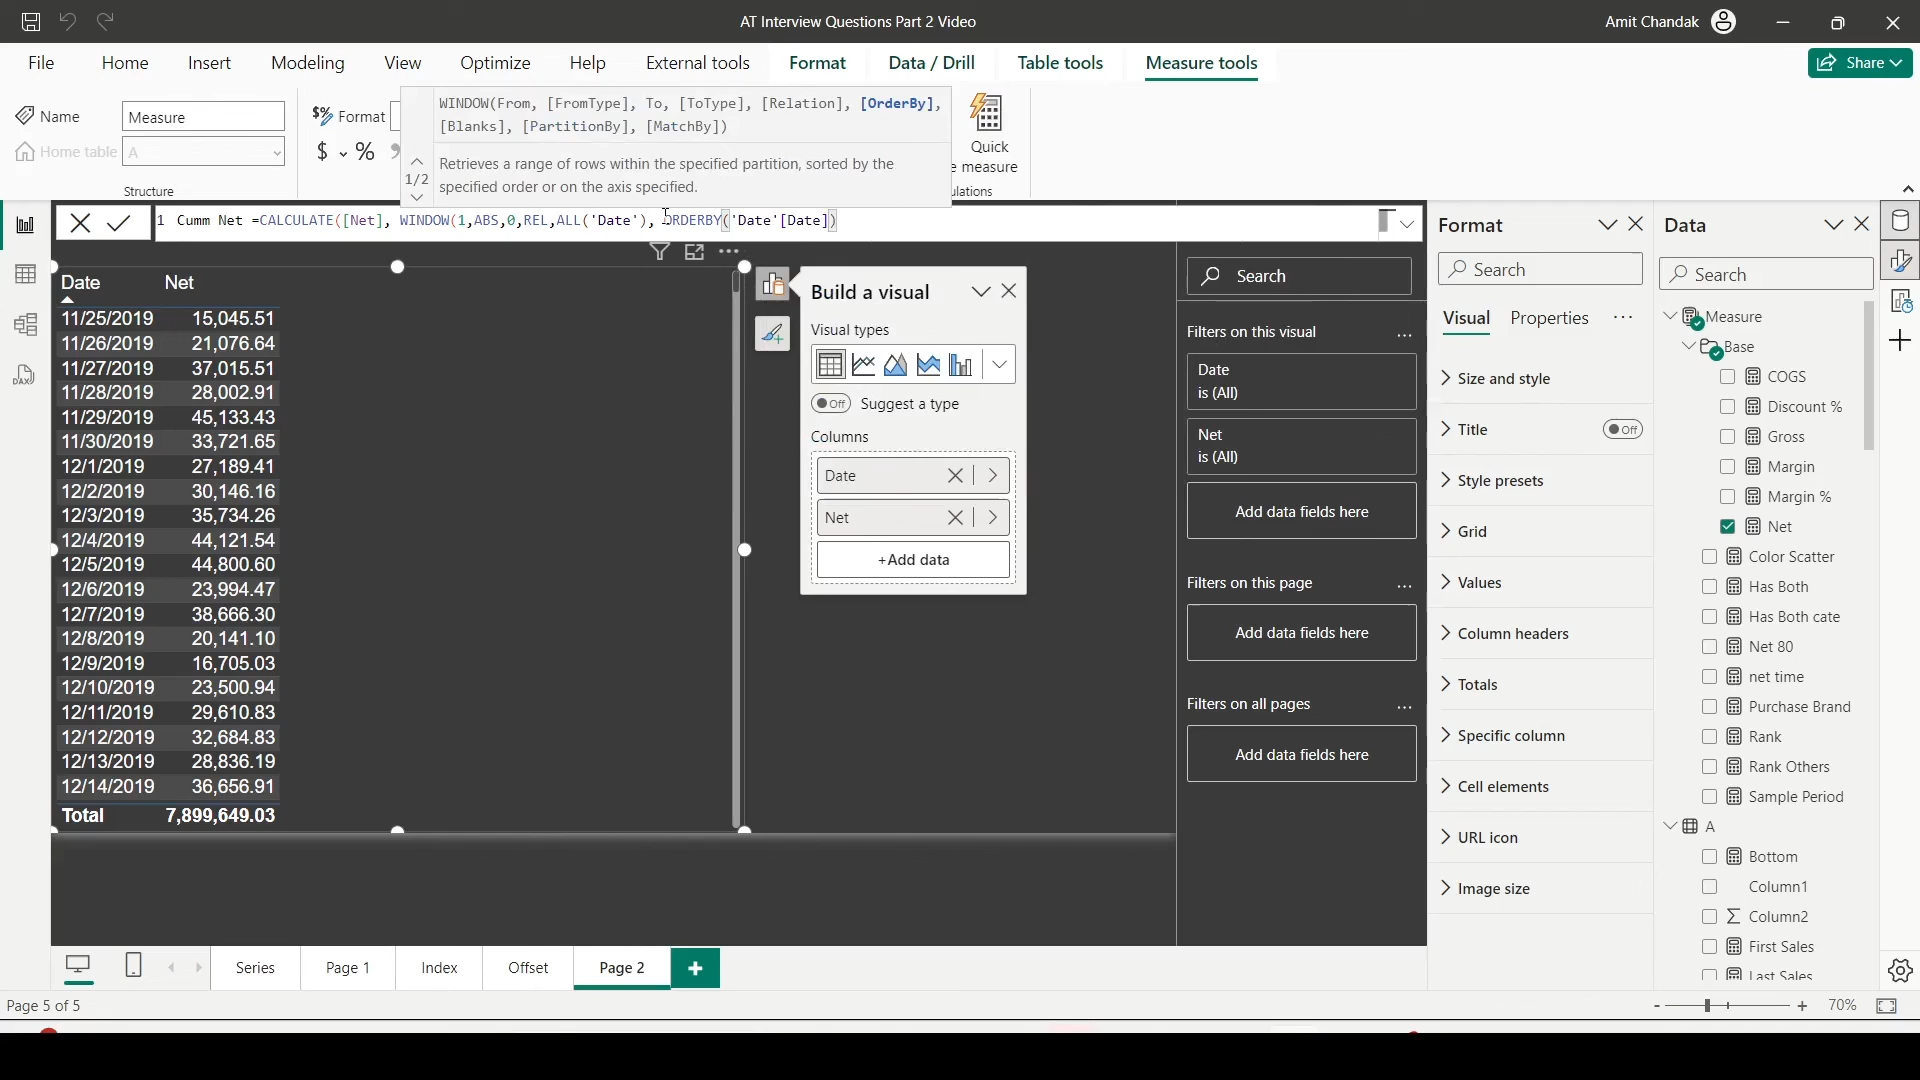 AT Interview Questions Part 2 Video
Amit Chandak
File Home Insert Modeling View Optimize Help External tools Format Data / Drill Table tools Measure tools
Share
Name
Measure
Format
Home table
A
$ %
Structure
WINDOW(From, [FromType], To, [ToType], [Relation], [OrderBy],
[Blanks], [PartitionBy], [MatchBy])
1/2
Retrieves a range of rows within the specified partition, sorted by the
specified order or on the axis specified.
Quick
e measure
ulations
1 Cumm Net =CALCULATE([Net], WINDOW(1,ABS,0,REL,ALL('Date'), ORDERBY('Date'[Date])
Date Net
11/25/2019 15,045.51
11/26/2019 21,076.64
11/27/2019 37,015.51
11/28/2019 28,002.91
11/29/2019 45,133.43
11/30/2019 33,721.65
12/1/2019 27,189.41
12/2/2019 30,146.16
12/3/2019 35,734.26
12/4/2019 44,121.54
12/5/2019 44,800.60
12/6/2019 23,994.47
12/7/2019 38,666.30
12/8/2019 20,141.10
12/9/2019 16,705.03
12/10/2019 23,500.94
12/11/2019 29,610.83
12/12/2019 32,684.83
12/13/2019 28,836.19
12/14/2019 36,656.91
Total 7,899,649.03
DAX
Build a visual
Visual types
Off Suggest a type
Columns
Date
Net
+Add data
Search
Filters on this visual ...
Date
is (All)
Net
is (All)
Add data fields here
Filters on this page ...
Add data fields here
Filters on all pages ...
Add data fields here
Format
Search
Visual Properties ...
Size and style
Title Off
Style presets
Grid
Values
Column headers
Totals
Specific column
Cell elements
URL icon
Image size
Data
Search
Measure
Base
COGS
Discount %
Gross
Margin
Margin %
Net
Color Scatter
Has Both
Has Both cate
Net 80
net time
Purchase Brand
Rank
Rank Others
Sample Period
A
Bottom
Column1
Column2
First Sales
Last Sales
Series Page 1 Index Offset Page 2 +
Page 5 of 5
- + 70%